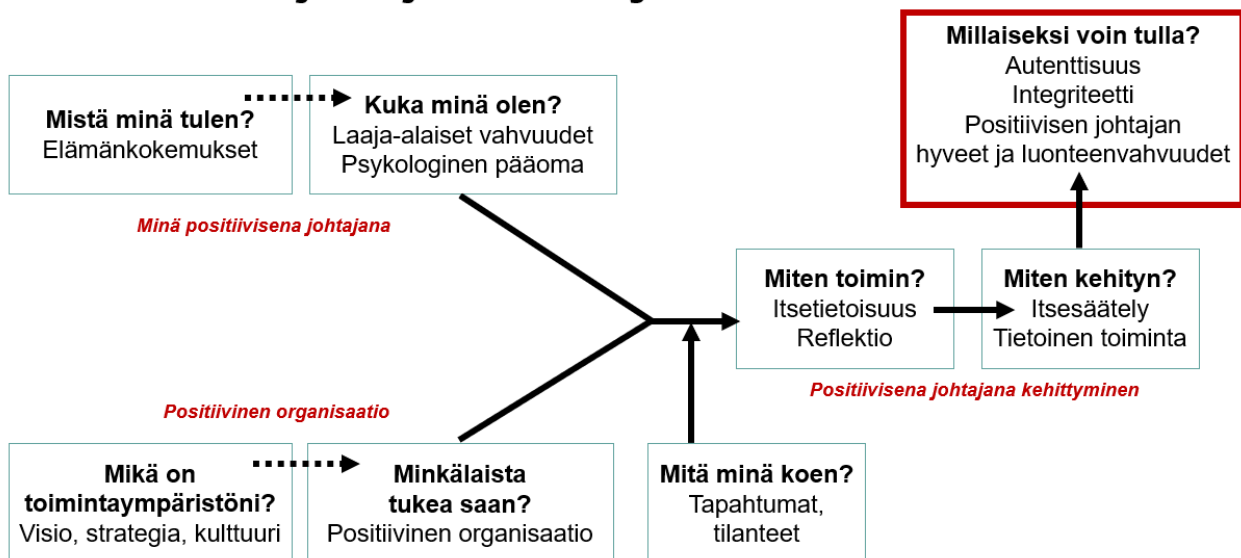 Mistä minä tulen?
Elämänkokemukset
Kuka minä olen?
Laaja-alaiset vahvuudet
Psykologinen pääoma
Millaiseksi voin tulla?
Autenttisuus
Integriteetti
Positiivisen johtajan
hyveet ja luonteenvahvuudet
Minä positiivisena johtajana
Miten toimin?
Itsetietoisuus
Reflektio
Miten kehityn?
Itsesäätely
Tietoinen toiminta
Positiivisena johtajana kehittyminen
Positiivinen organisaatio
Mikä on
toimintaympäristöni?
Visio, strategia, kulttuuri
Minkälaista
tukea saan?
Positiivinen organisaatio
Mitä minä koen?
Tapahtumat,
tilanteet